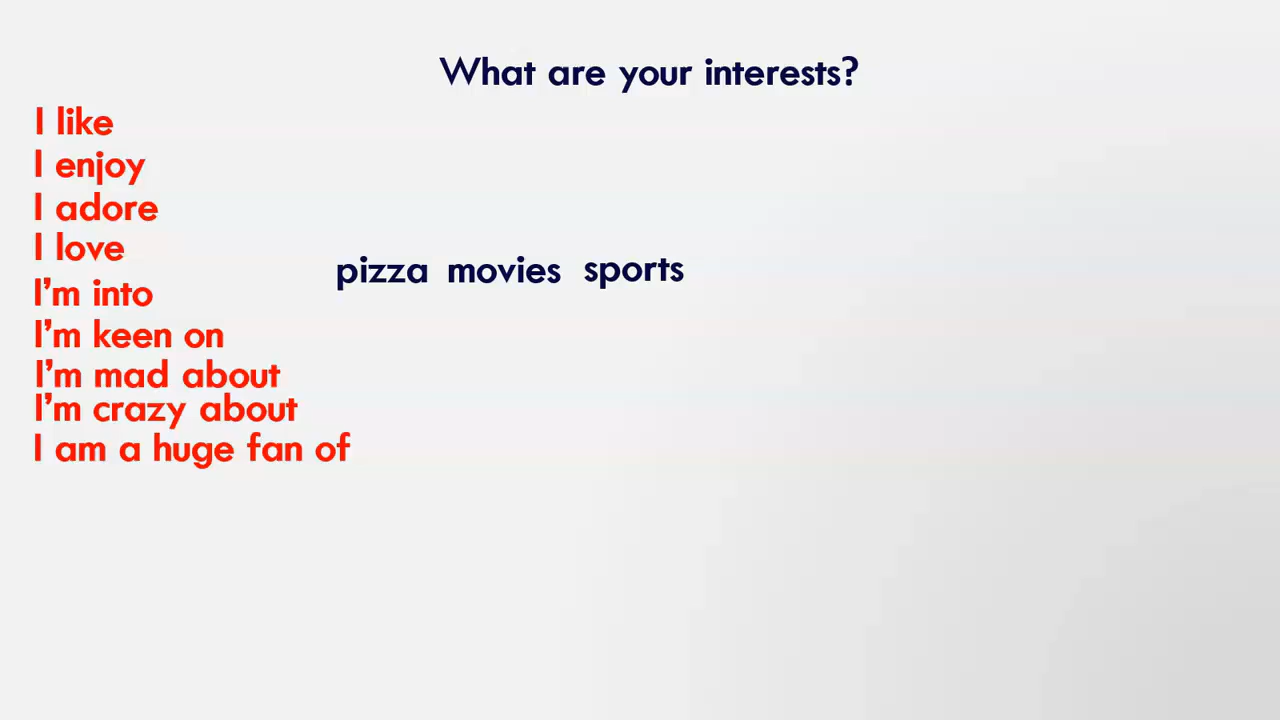 What are your interests?
I like
I enjoy
I adore
I love
pizza movies sports
I'm into
I'm keen on
I'm mad about
I'm crazy about
I am a huge fan of